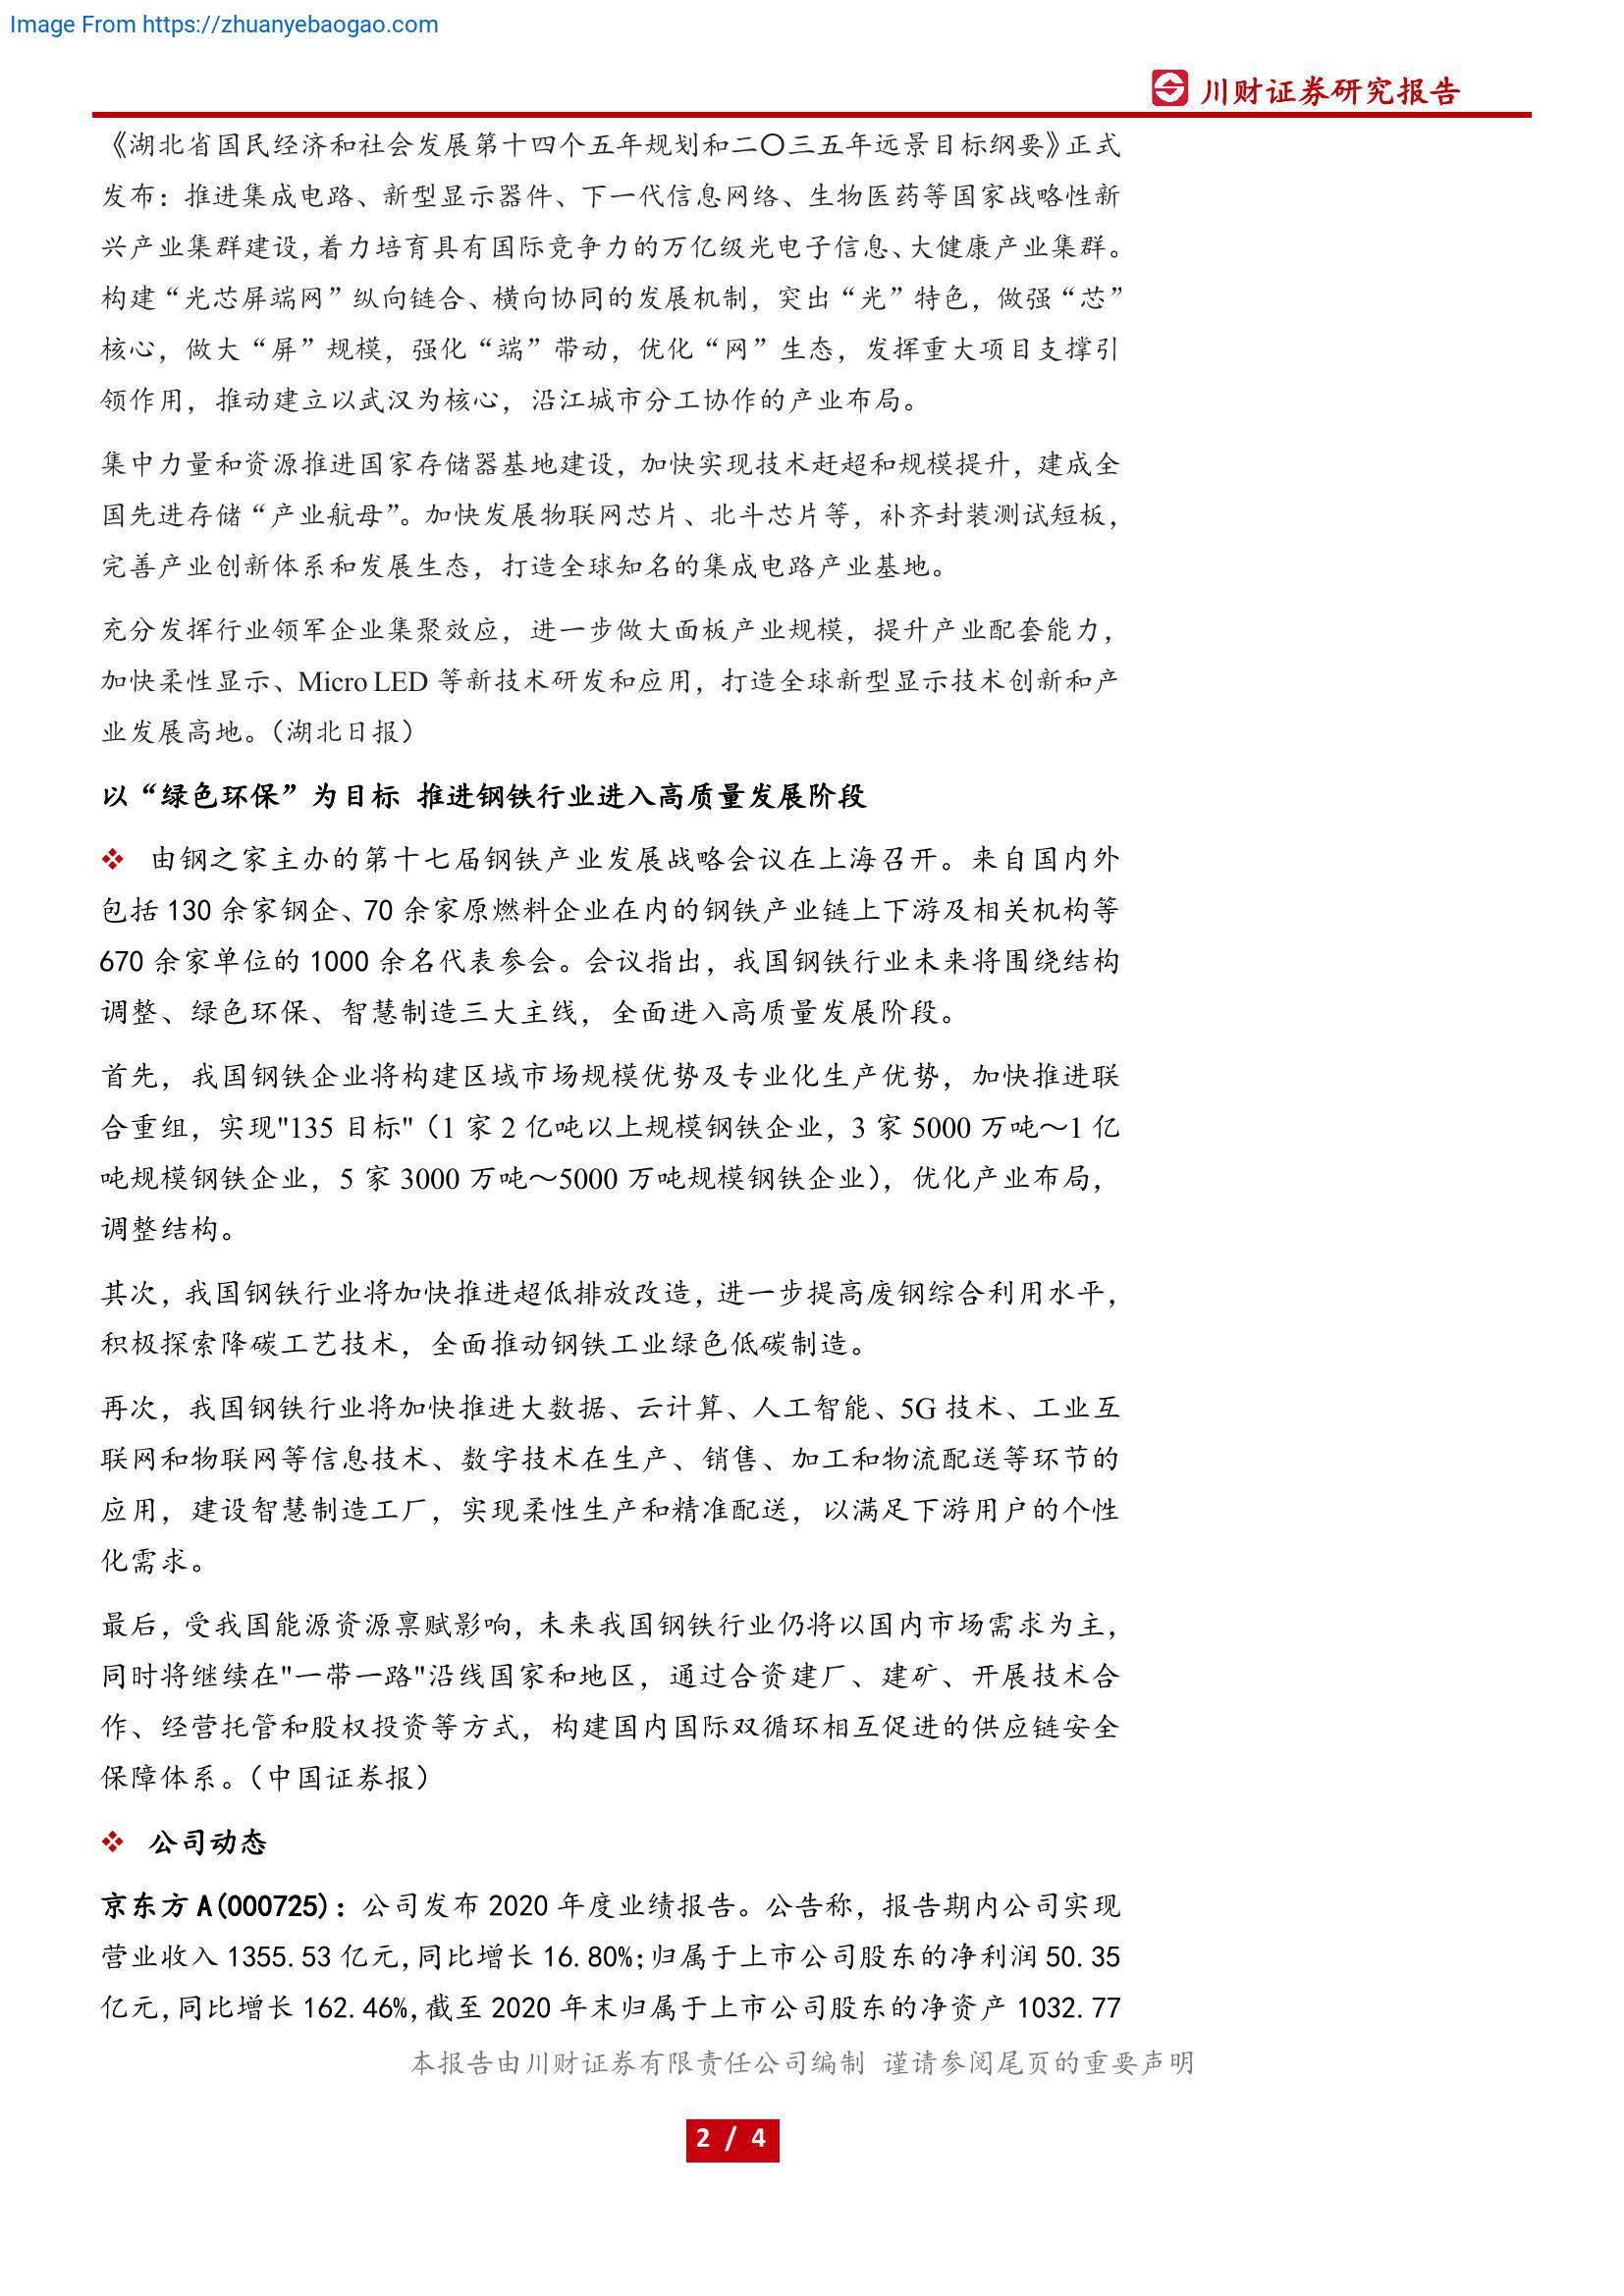 Image From https://zhuanyebaogao.com
川财证券研究报告
《湖北省国民经济和社会发展第十四个五年规划和二〇三五年远景目标纲要》正式
发布：推进集成电路、新型显示器件、下一代信息网络、生物医药等国家战略性新
兴产业集群建设，着力培育具有国际竞争力的万亿级光电子信息、大健康产业集群。
构建“光芯屏端网”纵向链合、横向协同的发展机制，突出“光”特色，做强“芯”
核心，做大“屏”规模，强化“端”带动，优化“网”生态，发挥重大项目支撑引
领作用，推动建立以武汉为核心，沿江城市分工协作的产业布局。
集中力量和资源推进国家存储器基地建设，加快实现技术赶超和规模提升，建成全
国先进存储“产业航母”。加快发展物联网芯片、北斗芯片等，补齐封装测试短板，
完善产业创新体系和发展生态，打造全球知名的集成电路产业基地。
充分发挥行业领军企业集聚效应，进一步做大面板产业规模，提升产业配套能力，
加快柔性显示、Micro LED 等新技术研发和应用，打造全球新型显示技术创新和产
业发展高地。（湖北日报）
以“绿色环保”为目标 推进钢铁行业进入高质量发展阶段
❖ 由钢之家主办的第十七届钢铁产业发展战略会议在上海召开。来自国内外
包括 130 余家钢企、70 余家原燃料企业在内的钢铁产业链上下游及相关机构等
670 余家单位的 1000 余名代表参会。会议指出，我国钢铁行业未来将围绕结构
调整、绿色环保、智慧制造三大主线，全面进入高质量发展阶段。
首先，我国钢铁企业将构建区域市场规模优势及专业化生产优势，加快推进联
合重组，实现"135 目标"（1 家 2 亿吨以上规模钢铁企业，3 家 5000 万吨～1 亿
吨规模钢铁企业，5 家 3000 万吨～5000 万吨规模钢铁企业），优化产业布局，
调整结构。
其次，我国钢铁行业将加快推进超低排放改造，进一步提高废钢综合利用水平，
积极探索降碳工艺技术，全面推动钢铁工业绿色低碳制造。
再次，我国钢铁行业将加快推进大数据、云计算、人工智能、5G 技术、工业互
联网和物联网等信息技术、数字技术在生产、销售、加工和物流配送等环节的
应用，建设智慧制造工厂，实现柔性生产和精准配送，以满足下游用户的个性
化需求。
最后，受我国能源资源禀赋影响，未来我国钢铁行业仍将以国内市场需求为主，
同时将继续在"一带一路"沿线国家和地区，通过合资建厂、建矿、开展技术合
作、经营托管和股权投资等方式，构建国内国际双循环相互促进的供应链安全
保障体系。（中国证券报）
❖ 公司动态
京东方 A(000725)：公司发布 2020 年度业绩报告。公告称，报告期内公司实现
营业收入 1355.53 亿元,同比增长 16.80%;归属于上市公司股东的净利润 50.35
亿元,同比增长 162.46%,截至 2020 年末归属于上市公司股东的净资产 1032.77
本报告由川财证券有限责任公司编制 谨请参阅尾页的重要声明
2 / 4